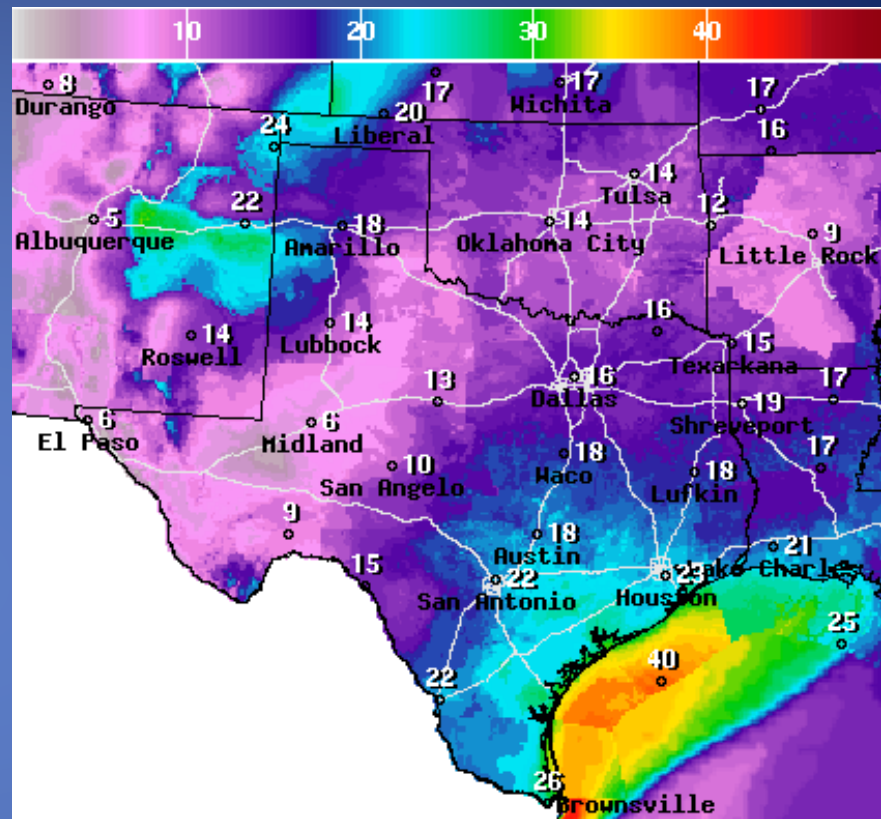 10 20 30 40
8
Durango
17
17
Wichita
17
20
Liberal
24
16
14
Tulsa
5
Albuquerque
22
18
Amarillo
14
Oklahoma City
12
9
Little Rock
14
Roswell
14
Lubbock
16
15
Texarkana
13
16
Dallas
19
Shreveport
17
6
El Paso
6
Midland
10
San Angelo
18
Waco
18
Lufkin
17
9
18
Austin
21
Lake Charles
15
22
San Antonio
23
Houston
25
22
40
26
Brownsville